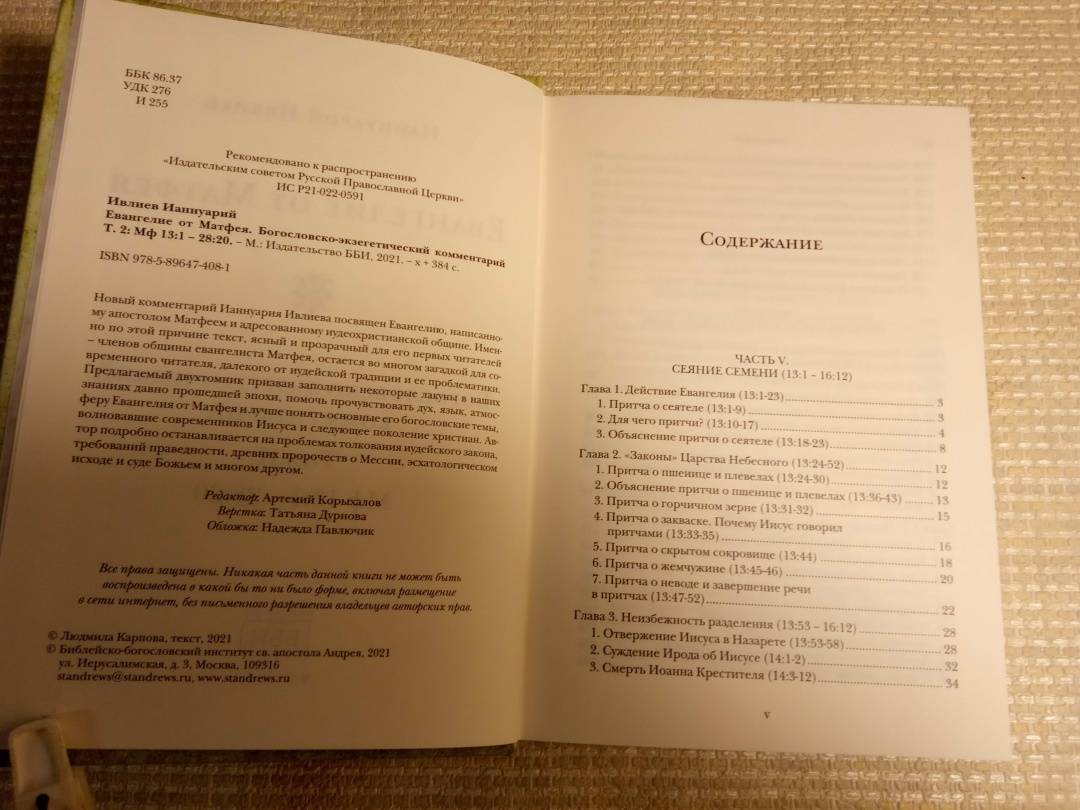 ББК 86.37
УДК 276
И 255
Рекомендовано к распространению
«Издательским советом Русской Православной Церкви»
ИС Р21-022-0591
Ивлиев Ианнуарий
Евангелие от Матфея. Богословско-экзегетический комментарий
Т. 2: Мф 13:1 – 28:20. – М.: Издательство ББИ, 2021. – x + 384 с.
ISBN 978-5-89647-408-1
Новый комментарий Ианнуария Ивлиева посвящен Евангелию, написанно-
му апостолом Матфеем и адресованному иудеохристианской общине. Имен-
но по этой причине текст, ясный и прозрачный для его первых читателей
– членов общины евангелиста Матфея, остается во многом загадкой для со-
временного читателя, далекого от иудейской традиции и ее проблематики.
Предлагаемый двухтомник призван заполнить некоторые лакуны в наших
знаниях давно прошедшей эпохи, помочь прочувствовать дух, язык, атмос-
феру Евангелия от Матфея и лучше понять основные его богословские темы,
волновавшие современников Иисуса и следующее поколение христиан. Ав-
тор подробно останавливается на проблемах толкования иудейского закона,
требований праведности, древних пророчеств о Мессии, эсхатологическом
исходе и суде Божьем и многом другом.
Редактор: Артемий Корыхалов
Верстка: Татьяна Дурнова
Обложка: Надежда Павлючик
Все права защищены. Никакая часть данной книги не может быть
воспроизведена в какой бы то ни было форме, включая размещение
в сети интернет, без письменного разрешения владельцев авторских прав.
© Людмила Карпова, текст, 2021
© Библейско-богословский институт св. апостола Андрея, 2021
ул. Иерусалимская, д. 3, Москва, 109316
standrews@standrews.ru, www.standrews.ru
Содержание
ЧАСТЬ V.
СЕЯНИЕ СЕМЕНИ (13:1 – 16:12)
Глава 1. Действие Евангелия (13:1-23) 3
1. Притча о сеятеле (13:1-9) 3
2. Для чего притчи? (13:10-17) 4
3. Объяснение притчи о сеятеле (13:18-23) 8
Глава 2. «Законы» Царства Небесного (13:24-52) 12
1. Притча о пшенице и плевелах (13:24-30) 12
2. Объяснение притчи о пшенице и плевелах (13:36-43) 13
3. Притча о горчичном зерне (13:31-32) 15
4. Притча о закваске. Почему Иисус говорил
притчами (13:33-35) 16
5. Притча о скрытом сокровище (13:44) 18
6. Притча о жемчужине (13:45-46) 20
7. Притча о неводе и завершение речи
в притчах (13:47-52) 22
Глава 3. Неизбежность разделения (13:53 – 16:12) 28
1. Отвержение Иисуса в Назарете (13:53-58) 28
2. Суждение Ирода об Иисусе (14:1-2) 32
3. Смерть Иоанна Крестителя (14:3-12) 34
v